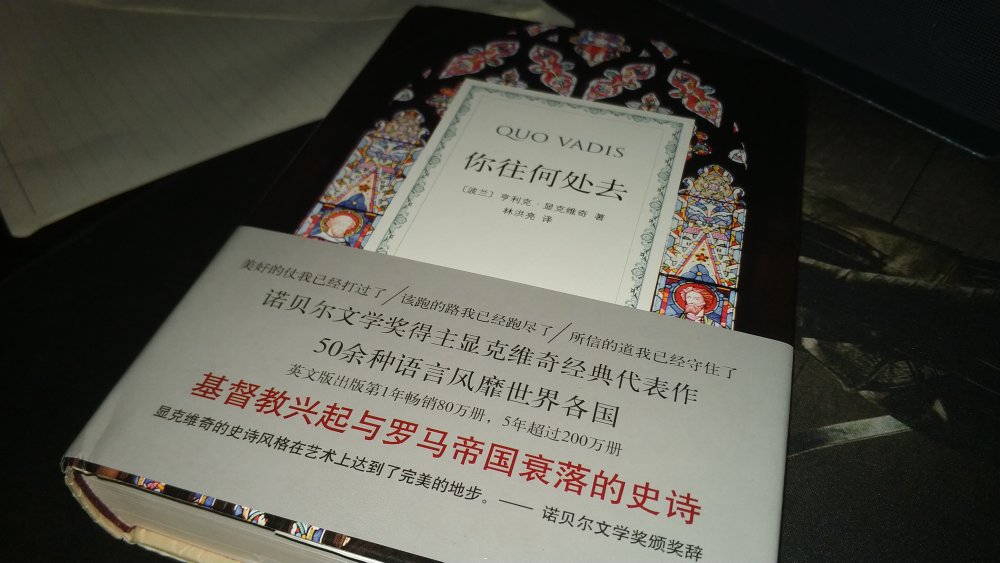 QUO VADIS
你往何处去
〔波兰〕亨利克·显克维奇 著
林洪亮 译
美好的仗我已经打过了/该跑的路我已经跑尽了/所信的道我已经守住了
诺贝尔文学奖得主显克维奇经典代表作
50余种语言风靡世界各国
英文版出版第1年畅销80万册，5年超过200万册
基督教兴起与罗马帝国衰落的史诗
显克维奇的史诗风格在艺术上达到了完美的地步。—— 诺贝尔文学奖颁奖辞